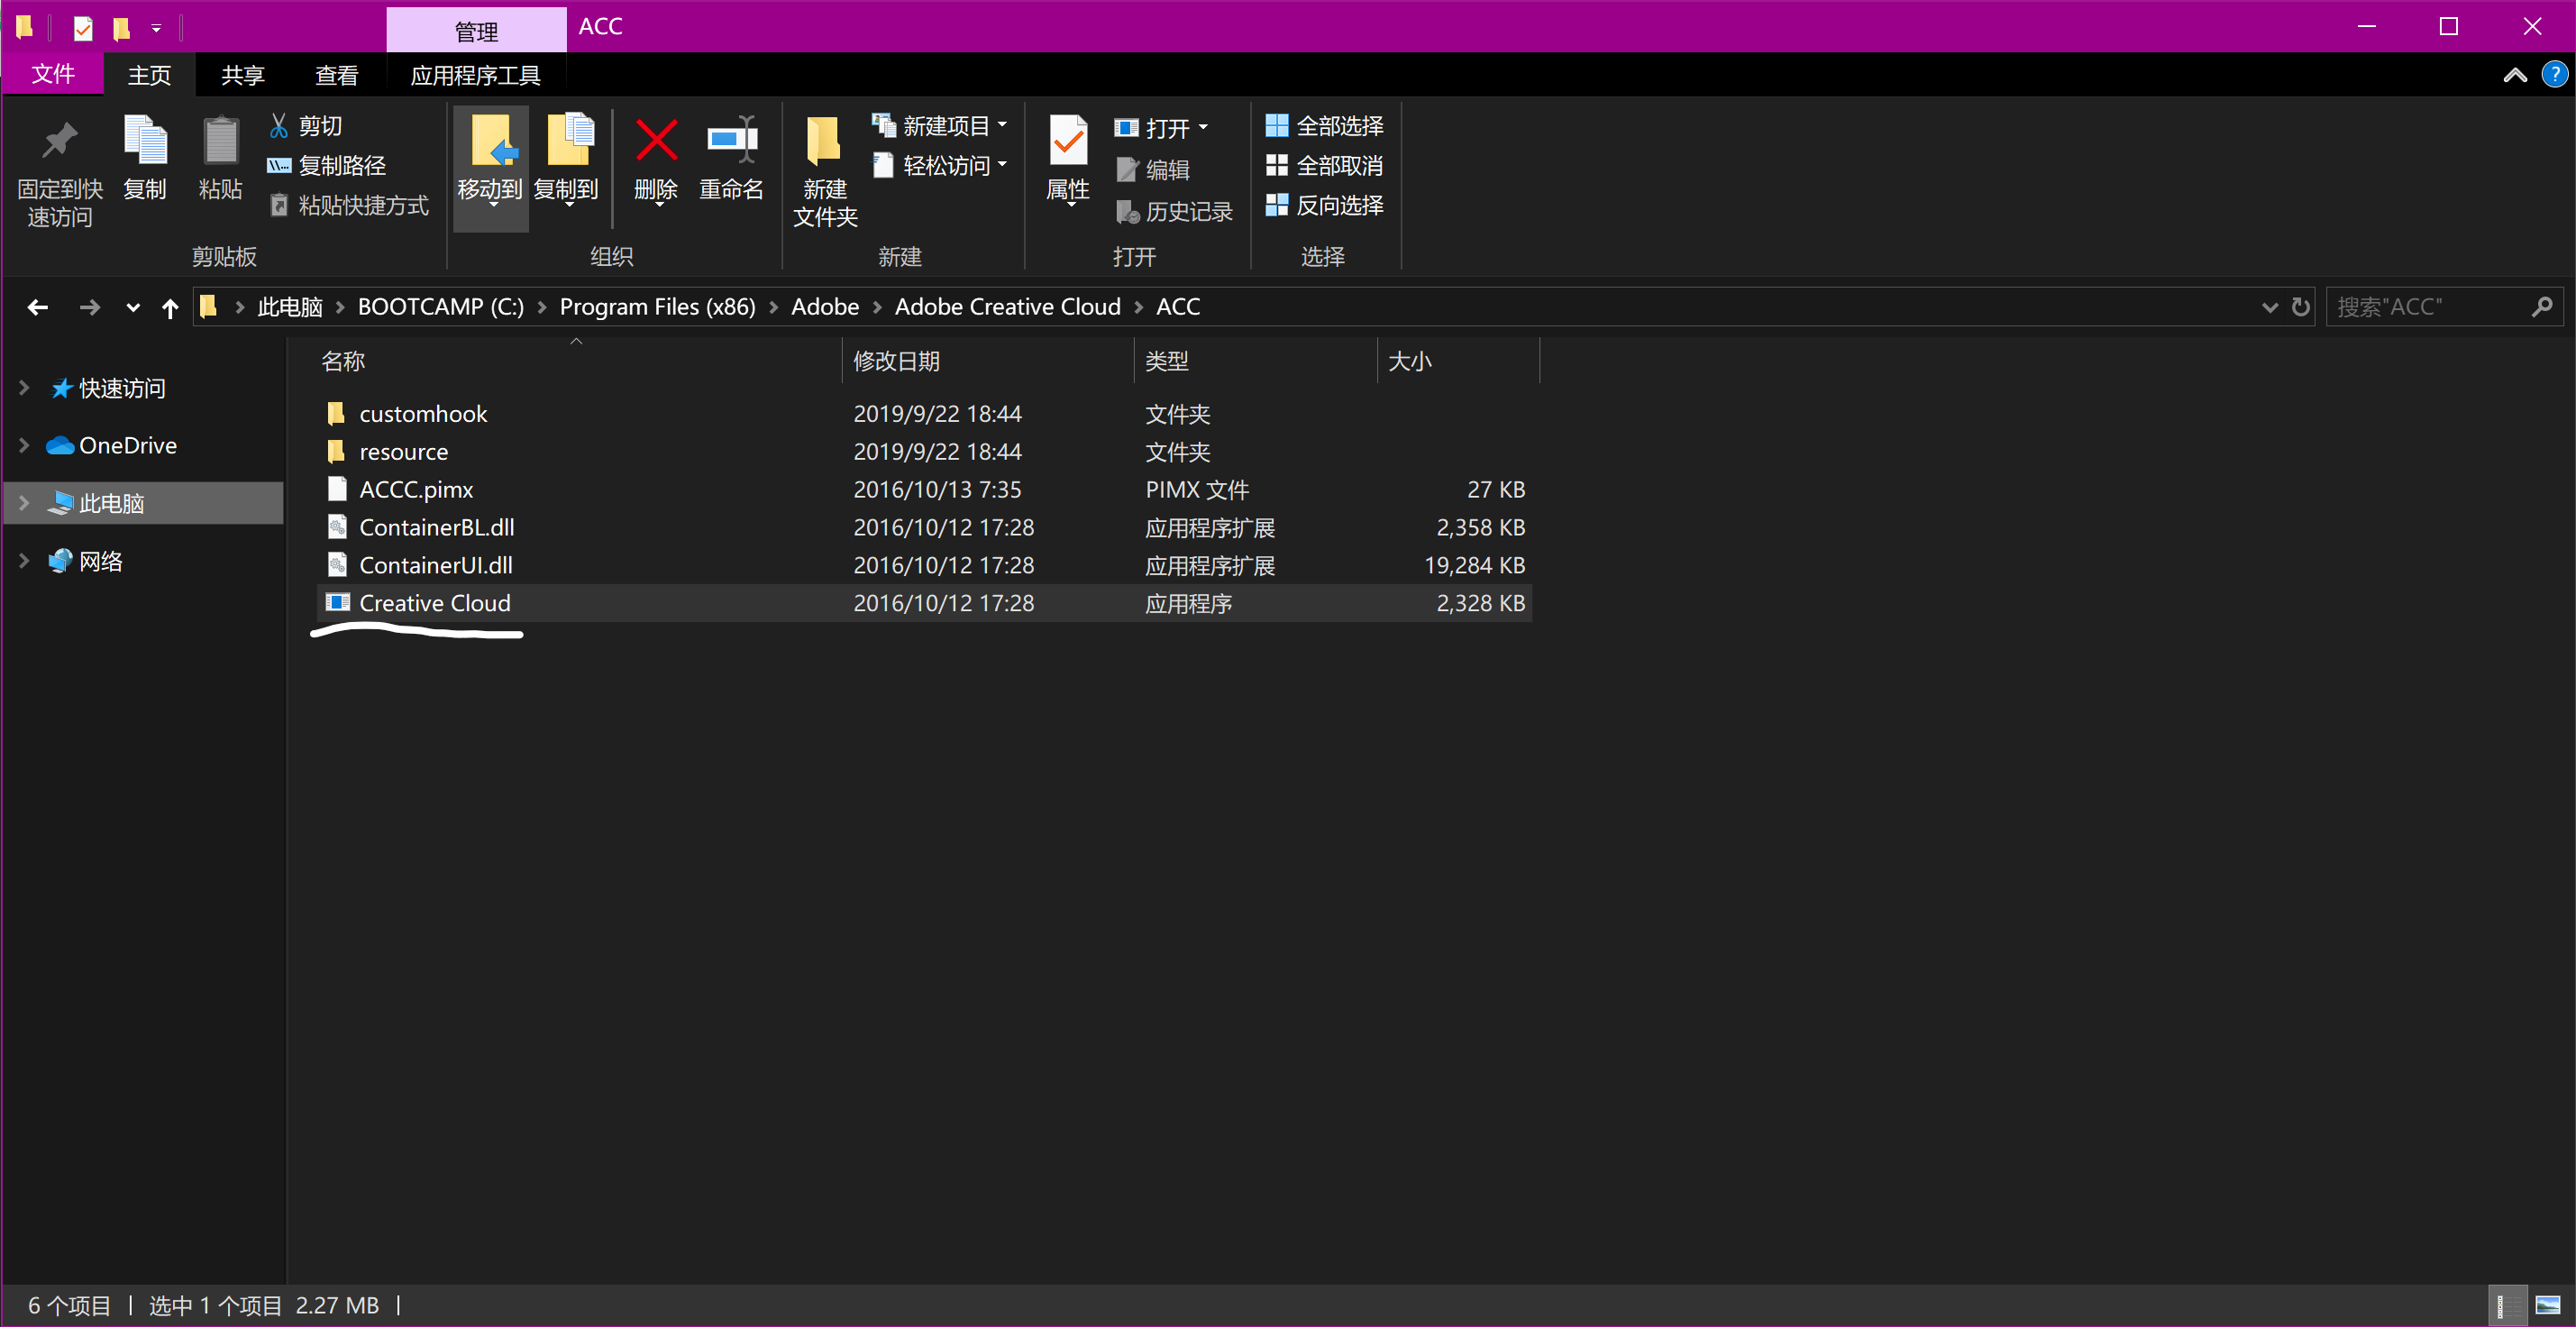 管理 ACC
文件 主页 共享 查看 应用程序工具
固定到快速访问 复制 粘贴 剪切 复制路径 粘贴快捷方式
移动到 复制到 删除 重命名
新建文件夹 新建项目 轻松访问
属性 打开 编辑 历史记录
全部选择 全部取消 反向选择
剪贴板 组织 新建 打开 选择
此电脑 BOOTCAMP (C:) Program Files (x86) Adobe Adobe Creative Cloud ACC 搜索"ACC"
快速访问
OneDrive
此电脑
网络
名称 修改日期 类型 大小
customhook 2019/9/22 18:44 文件夹
resource 2019/9/22 18:44 文件夹
ACCC.pimx 2016/10/13 7:35 PIMX 文件 27 KB
ContainerBL.dll 2016/10/12 17:28 应用程序扩展 2,358 KB
ContainerUI.dll 2016/10/12 17:28 应用程序扩展 19,284 KB
Creative Cloud 2016/10/12 17:28 应用程序 2,328 KB
6 个项目 选中 1 个项目 2.27 MB